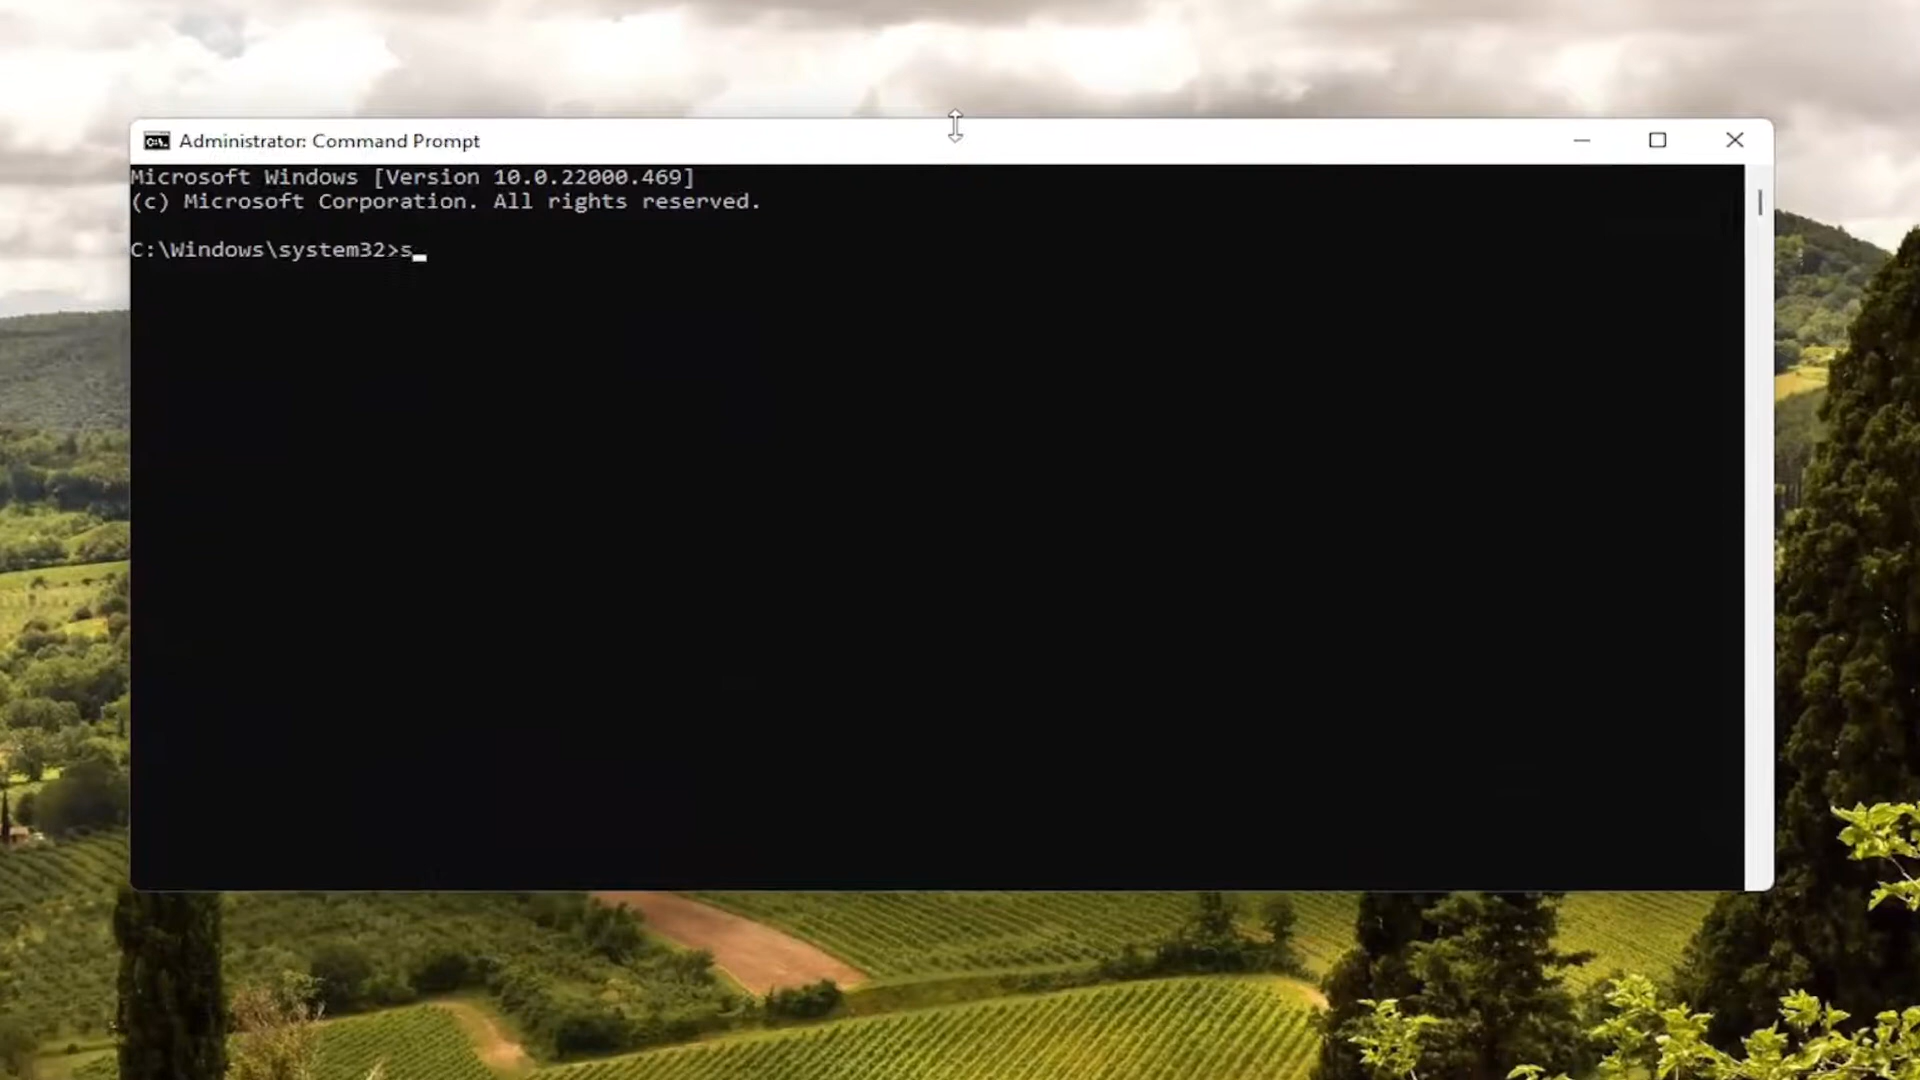 Administrator: Command Prompt
Microsoft Windows [Version 10.0.22000.469]
(c) Microsoft Corporation. All rights reserved.
C:\Windows\system32>s